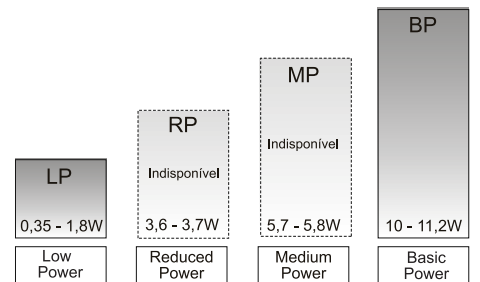 BP
MP
RP
LP
Indisponível
Indisponível
0,35 - 1,8W
3,6 - 3,7W
5,7 - 5,8W
10 - 11,2W
Low
Power
Reduced
Power
Medium
Power
Basic
Power